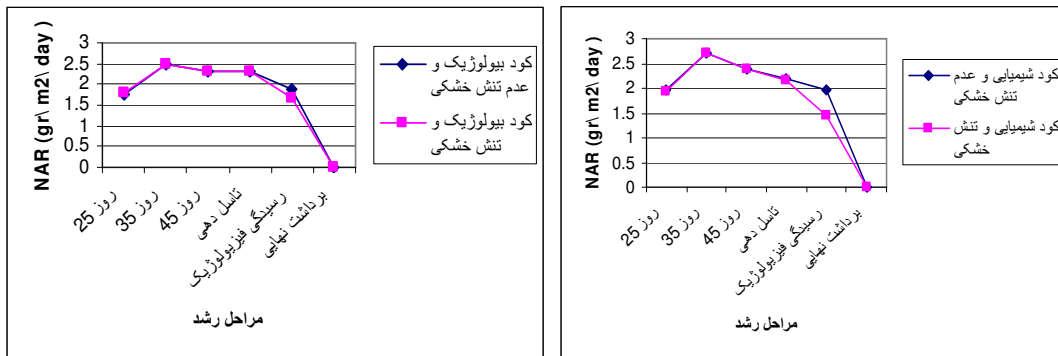 NAR (gr\ m2\ day )
3
2.5
2
1.5
1
0.5
0
25 روز
35 روز
45 روز
تاسل دهی
رسیدگی فیزیولوژیک
برداشت نهایی
مراحل رشد
کود بیولوژیک و
عدم تنش خشکی
کود بیولوژیک و
تنش خشکی
NAR (gr\ m2\ day )
3
2.5
2
1.5
1
0.5
0
25 روز
35 روز
45 روز
تاسل دهی
رسیدگی فیزیولوژیک
برداشت نهایی
مراحل رشد
کود شیمیایی و عدم
تنش خشکی
کود شیمیایی و تنش
خشکی